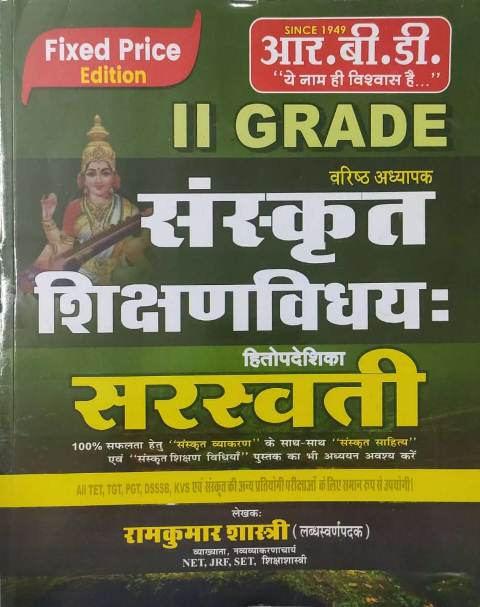 Fixed Price
Edition
SINCE 1949
आर.बी.डी.
“ये नाम ही विश्वास है...”
II GRADE
वरिष्ठ अध्यापक
संस्कृत
शिक्षणविधयः
हितोपदेशिका
सरस्वती
100% सफलता हेतु “संस्कृत व्याकरण” के साथ-साथ “संस्कृत साहित्य”
एवं “संस्कृत शिक्षण विधियाँ” पुस्तक का भी अध्ययन अवश्य करें
All TET, TGT, PGT, DSSSB, KVS एवं संस्कृत की अन्य प्रतियोगी परीक्षाओं के लिए समान रुप से उपयोगी।
लेखकः
रामकुमार शास्त्री (लब्धस्वर्णपदक)
व्याख्याता, नव्यव्याकरणाचार्य
NET, JRF, SET, शिक्षाशास्त्री